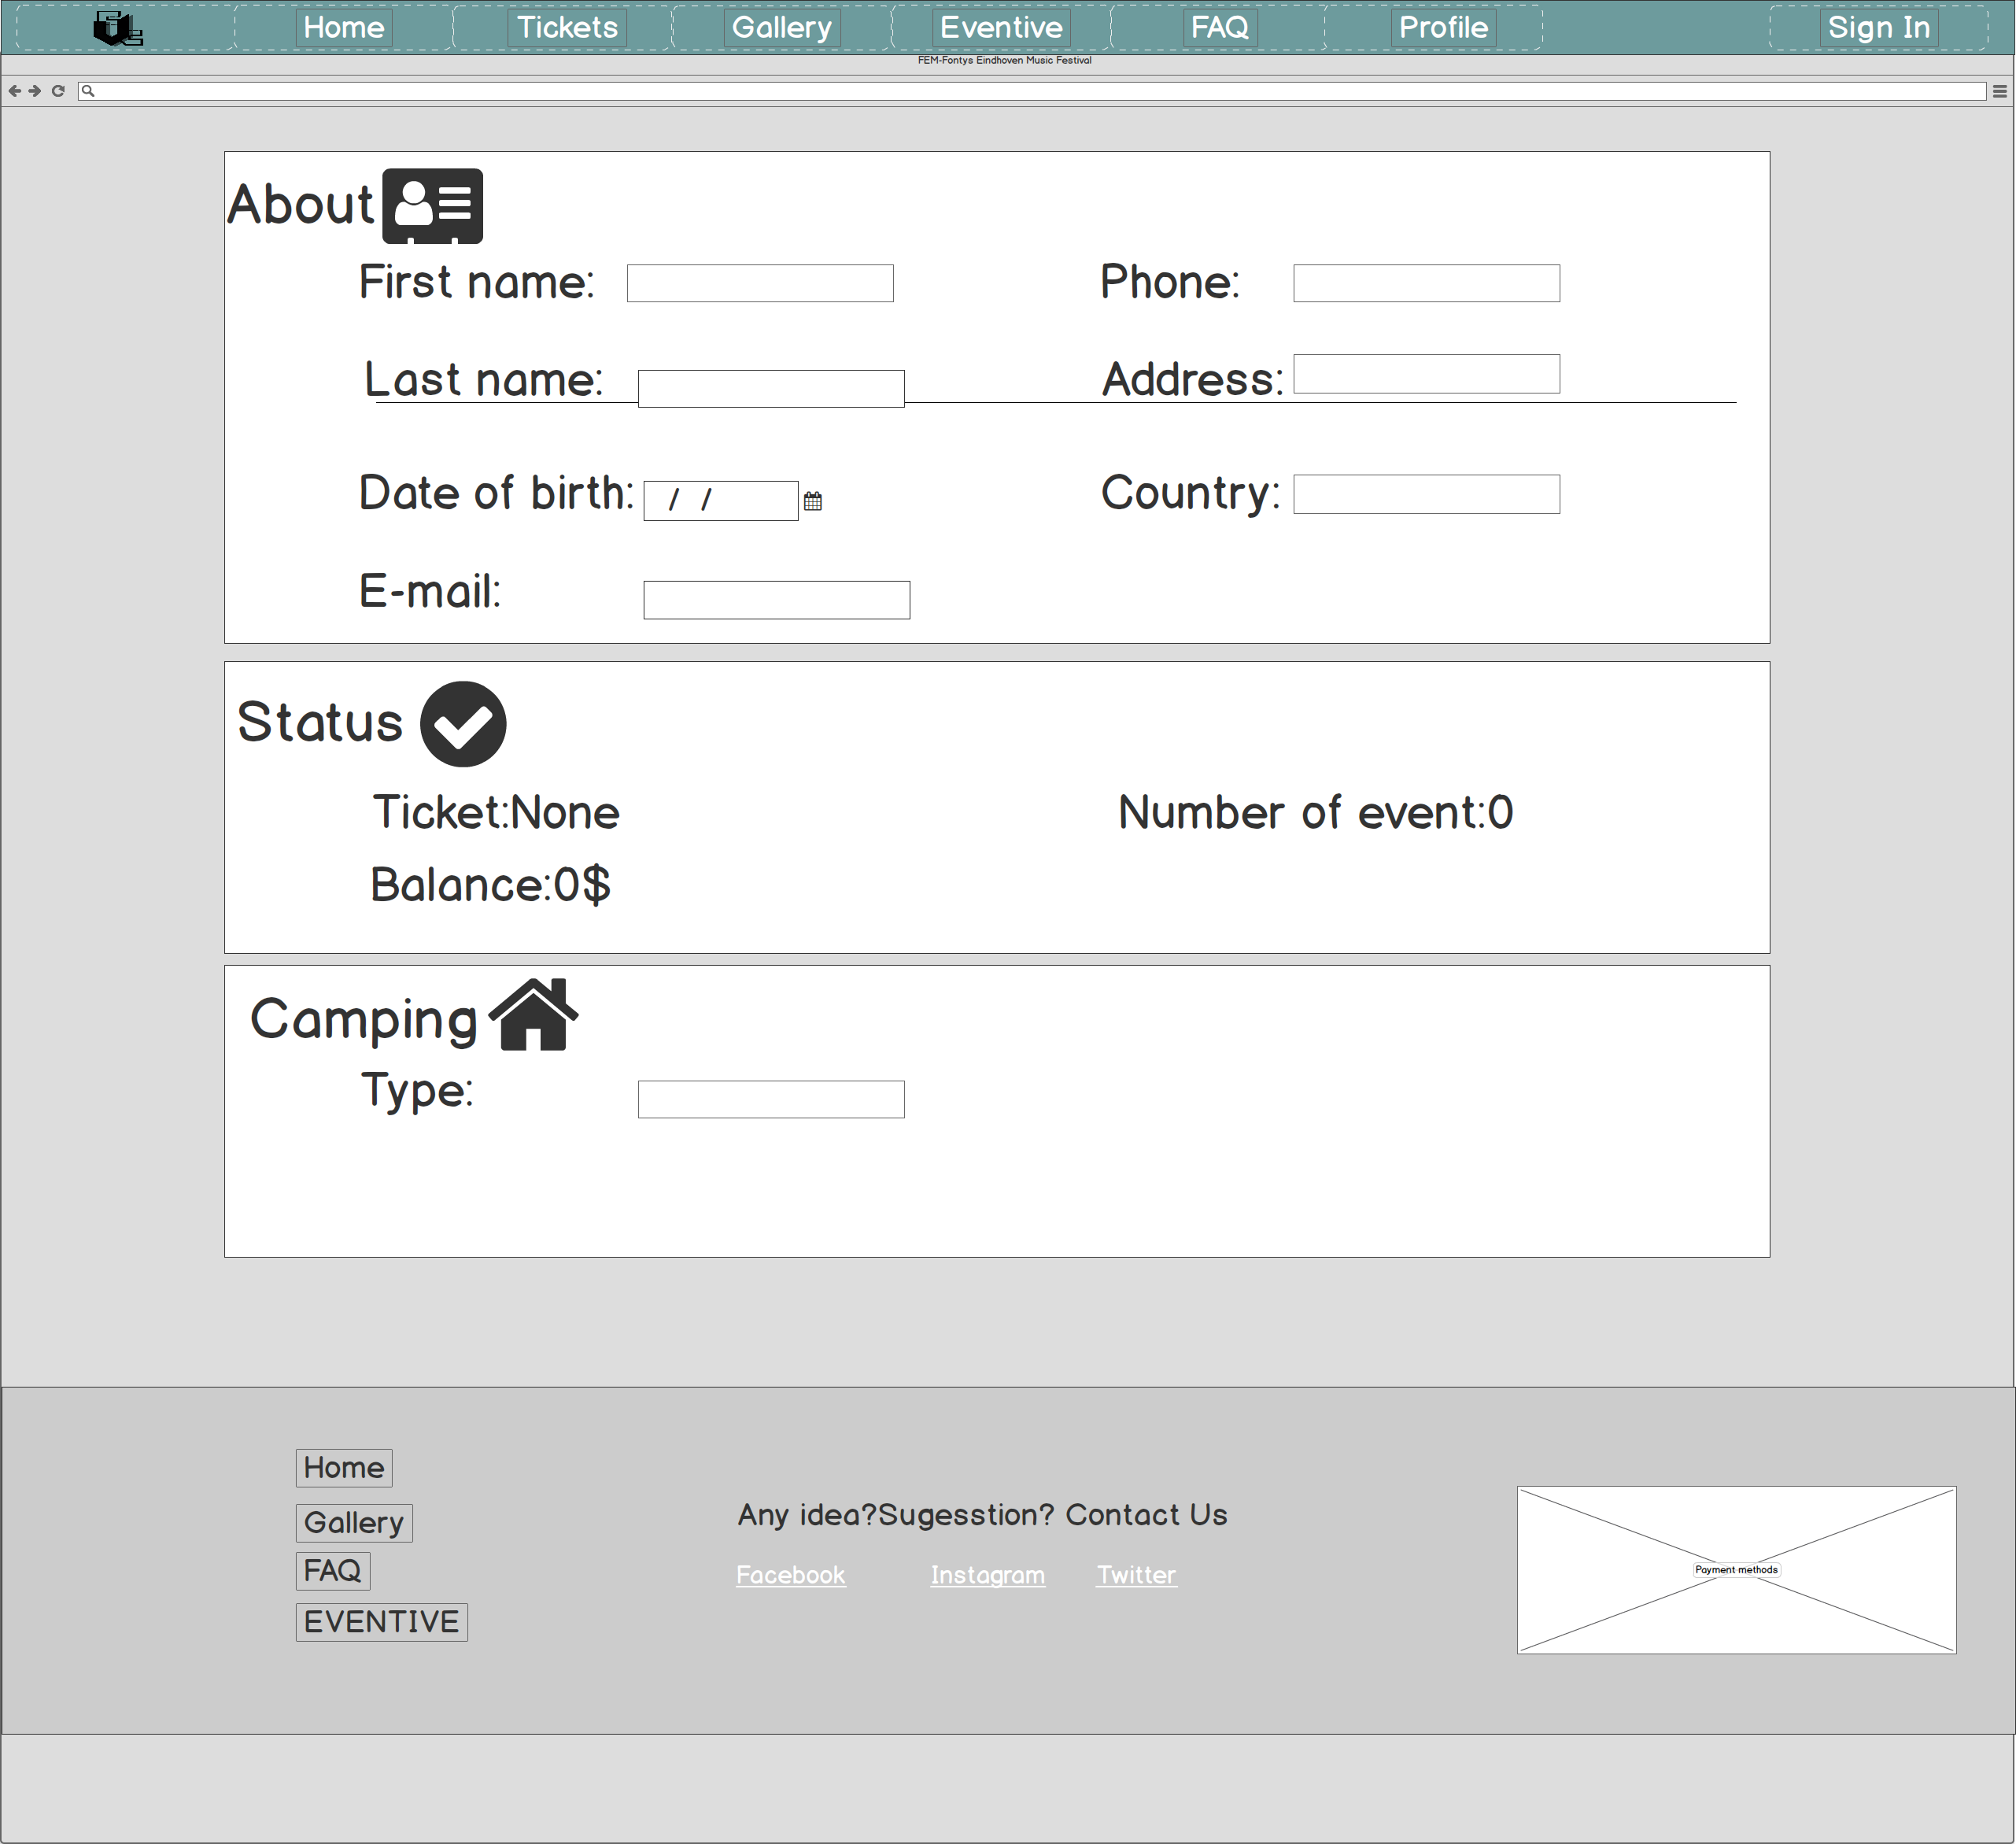 Home Tickets Gallery Eventive FAQ Profile Sign In
FEM-Fontys Eindhoven Music Festival
About
First name: Phone:
Last name: Address:
Date of birth: / / Country:
E-mail:
Status
Ticket:None Number of event:0
Balance:0$
Camping
Type:
Home
Gallery
FAQ
EVENTIVE
Any idea?Sugesstion? Contact Us
Facebook Instagram Twitter
Payment methods